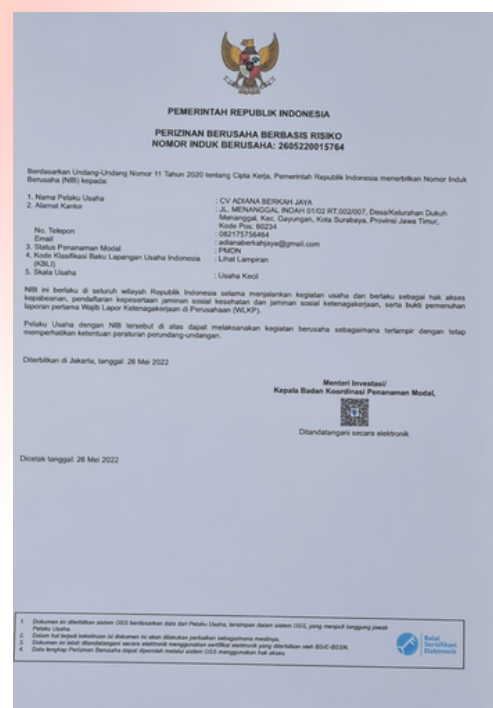 PEMERINTAH REPUBLIK INDONESIA
PERIZINAN BERUSAHA BERBASIS RISIKO
NOMOR INDUK BERUSAHA: 2605220015764
Berdasarkan Undang-Undang Nomor 11 Tahun 2020 tentang Cipta Kerja, Pemerintah Republik Indonesia menerbitkan Nomor Induk
Berusaha (NIB) kepada:
1. Nama Pelaku Usaha : CV ADIANA BERKAH JAYA
2. Alamat Kantor : JL. MENANGGAL INDAH 01/02 RT.002/007, Desa/Kelurahan Dukuh
Menanggal, Kec. Gayungan, Kota Surabaya, Provinsi Jawa Timur,
Kode Pos: 60234
No. Telepon : 082175756464
Email : adianaberkahjaya@gmail.com
3. Status Penanaman Modal : PMDN
4. Kode Klasifikasi Baku Lapangan Usaha Indonesia : Lihat Lampiran
(KBLI)
5. Skala Usaha : Usaha Kecil
NIB ini berlaku di seluruh wilayah Republik Indonesia selama menjalankan kegiatan usaha dan berlaku sebagai hak akses
kepabeanan, pendaftaran kepesertaan jaminan sosial kesehatan dan jaminan sosial ketenagakerjaan, serta bukti pemenuhan
laporan pertama Wajib Lapor Ketenagakerjaan di Perusahaan (WLKP).
Pelaku Usaha dengan NIB tersebut di atas dapat melaksanakan kegiatan berusaha sebagaimana terlampir dengan tetap
memperhatikan ketentuan peraturan perundang-undangan.
Diterbitkan di Jakarta, tanggal: 26 Mei 2022
Menteri Investasi/
Kepala Badan Koordinasi Penanaman Modal,
Ditandatangani secara elektronik
Dicetak tanggal: 26 Mei 2022
1. Dokumen ini diterbitkan sistem OSS berdasarkan data dari Pelaku Usaha, tersimpan dalam sistem OSS, yang menjadi tanggung jawab
Pelaku Usaha.
2. Dalam hal terjadi kekeliruan isi dokumen ini akan dilakukan perbaikan sebagaimana mestinya.
3. Dokumen ini telah ditandatangani secara elektronik menggunakan sertifikat elektronik yang diterbitkan oleh BSrE-BSSN.
4. Data lengkap Perizinan Berusaha dapat diperoleh melalui sistem OSS menggunakan hak akses.
Balai
Sertifikasi
Elektronik